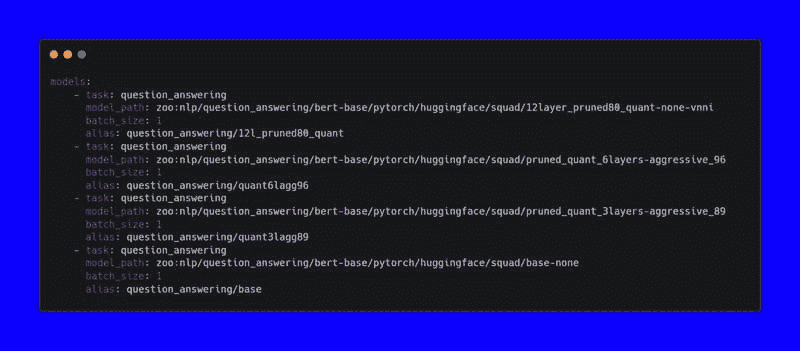 models:
    - task: question_answering
      model_path: zoo:nlp/question_answering/bert-base/pytorch/huggingface/squad/12layer_pruned80_quant-none-vnni
      batch_size: 1
      alias: question_answering/12l_pruned80_quant
    - task: question_answering
      model_path: zoo:nlp/question_answering/bert-base/pytorch/huggingface/squad/pruned_quant_6layers-aggressive_96
      batch_size: 1
      alias: question_answering/quant6lagg96
    - task: question_answering
      model_path: zoo:nlp/question_answering/bert-base/pytorch/huggingface/squad/pruned_quant_3layers-aggressive_89
      batch_size: 1
      alias: question_answering/quant3lagg89
    - task: question_answering
      model_path: zoo:nlp/question_answering/bert-base/pytorch/huggingface/squad/base-none
      batch_size: 1
      alias: question_answering/base